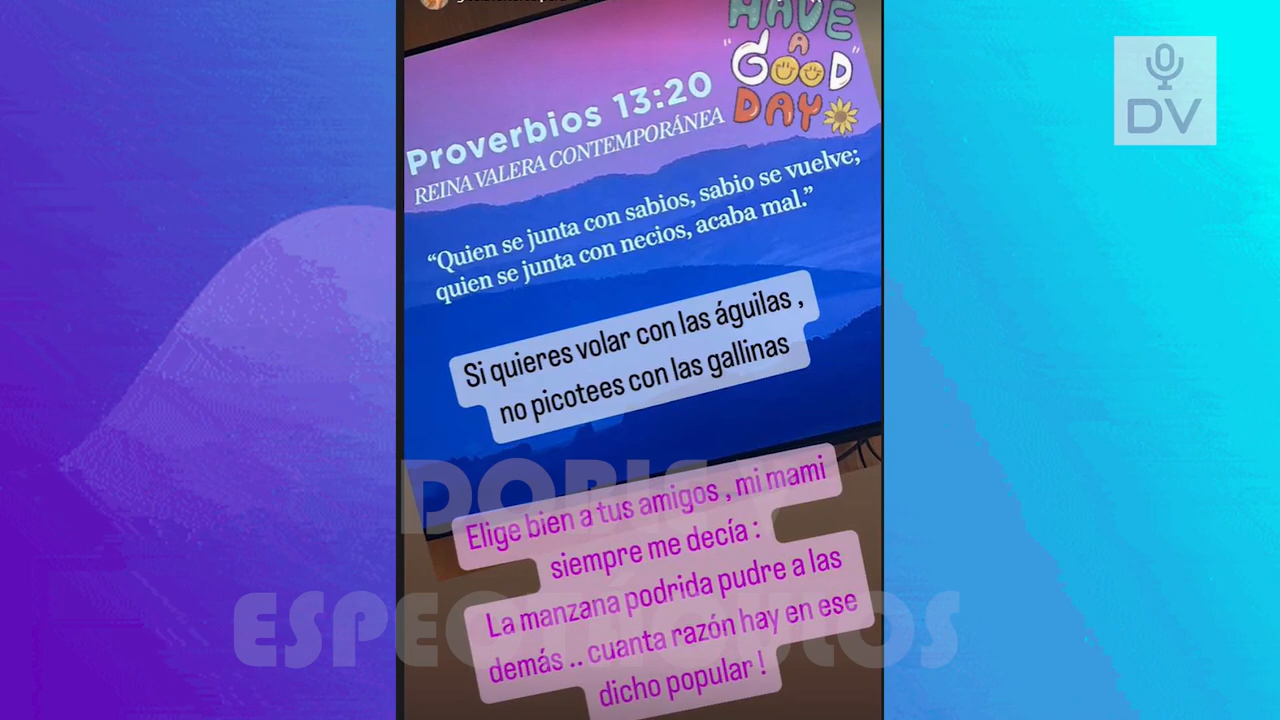 HAVE
A
"GOOD"
DAY
DV
Proverbios 13:20
REINA VALERA CONTEMPORÁNEA
“Quien se junta con sabios, sabio se vuelve;
quien se junta con necios, acaba mal.”
Si quieres volar con las águilas ,
no picotees con las gallinas
Elige bien a tus amigos , mi mami
siempre me decía :
La manzana podrida pudre a las
demás .. cuanta razón hay en ese
dicho popular !
ESPECTÁCULOS